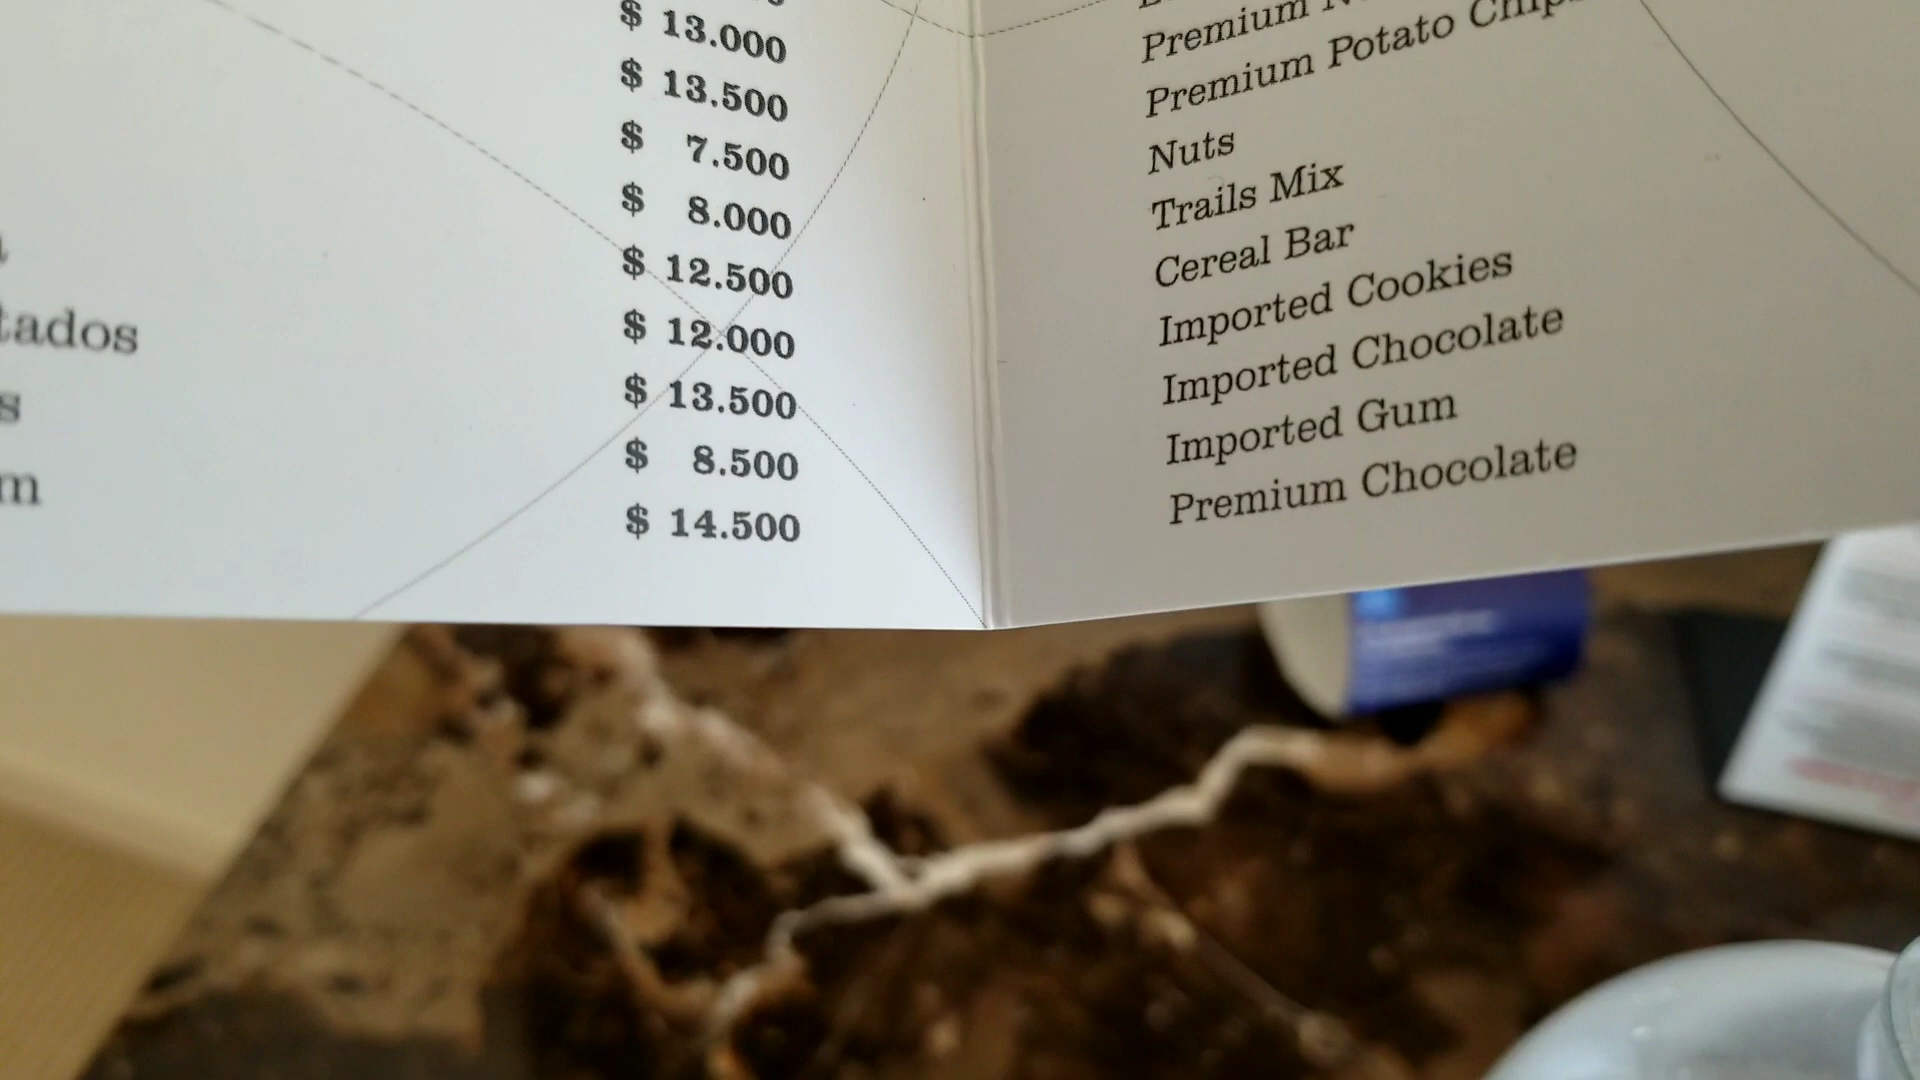 tados
s
m
$ 13.000
$ 13.500
$ 7.500
$ 8.000
$ 12.500
$ 12.000
$ 13.500
$ 8.500
$ 14.500
Premium
Premium Potato Chips
Nuts
Trails Mix
Cereal Bar
Imported Cookies
Imported Chocolate
Imported Gum
Premium Chocolate